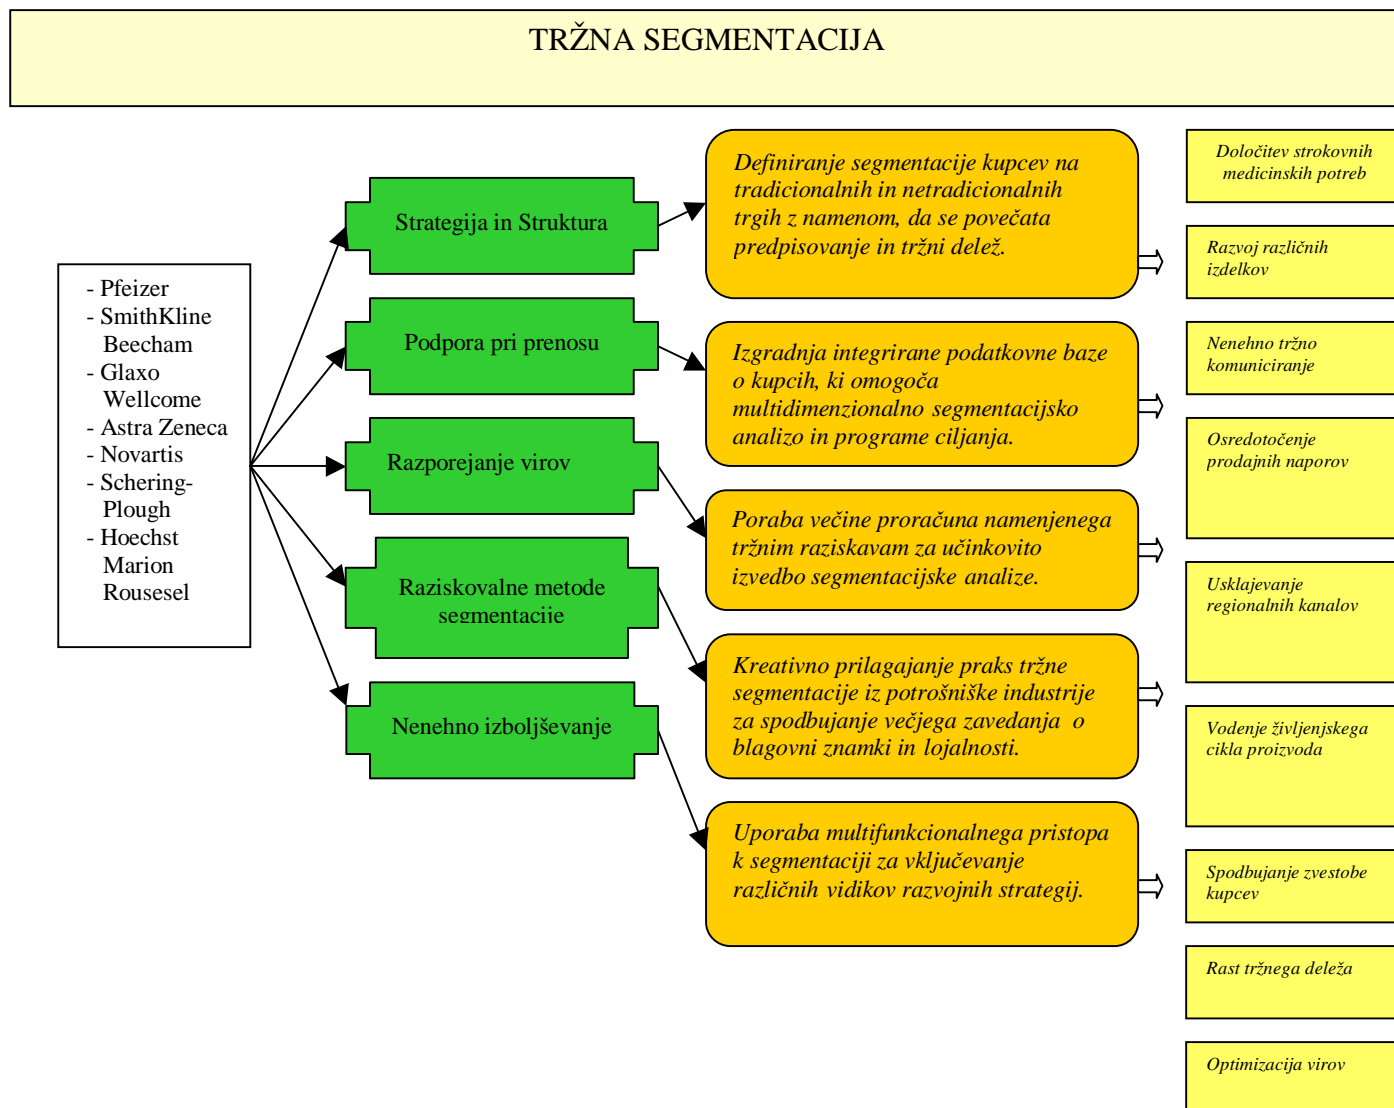 TRŽNA SEGMENTACIJA
- Pfeizer
- SmithKline
Beecham
- Glaxo
Wellcome
- Astra Zeneca
- Novartis
- Schering-
Plough
- Hoechst
Marion
Rousesel
Strategija in Struktura
Podpora pri prenosu
Razporejanje virov
Raziskovalne metode
segmentacije
Nenehno izboljševanje
Definiranje segmentacije kupcev na
tradicionalnih in netradicionalnih
trgih z namenom, da se povečata
predpisovanje in tržni delež.
Izgradnja integrirane podatkovne baze
o kupcih, ki omogoča
multidimenzionalno segmentacijsko
analizo in programe ciljanja.
Poraba večine proračuna namenjenega
tržnim raziskavam za učinkovito
izvedbo segmentacijske analize.
Kreativno prilagajanje praks tržne
segmentacije iz potrošniške industrije
za spodbujanje večjega zavedanja o
blagovni znamki in lojalnosti.
Uporaba multifunkcionalnega pristopa
k segmentaciji za vključevanje
različnih vidikov razvojnih strategij.
Določitev strokovnih
medicinskih potreb
Razvoj različnih
izdelkov
Nenehno tržno
komuniciranje
Osredotočenje
prodajnih naporov
Usklajevanje
regionalnih kanalov
Vodenje življenjskega
cikla proizvoda
Spodbujanje zvestobe
kupcev
Rast tržnega deleža
Optimizacija virov